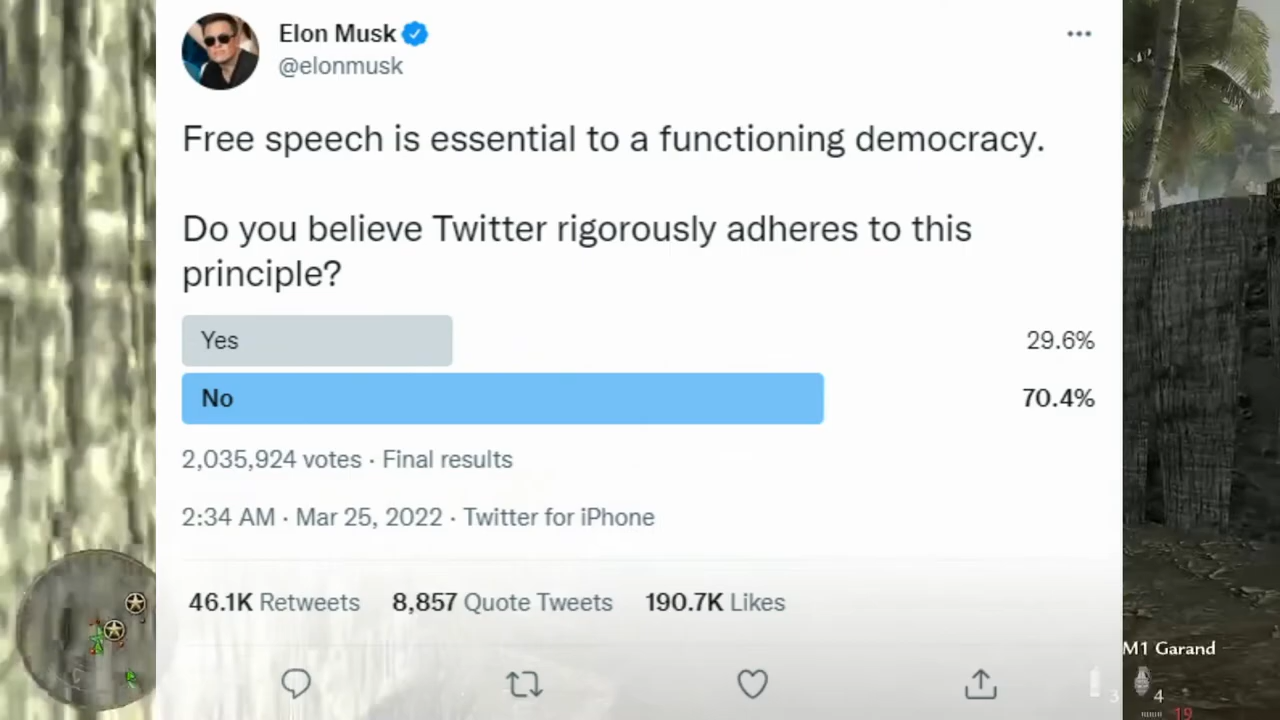 Elon Musk
@elonmusk
Free speech is essential to a functioning democracy.
Do you believe Twitter rigorously adheres to this
principle?
Yes 29.6%
No 70.4%
2,035,924 votes · Final results
2:34 AM · Mar 25, 2022 · Twitter for iPhone
46.1K Retweets 8,857 Quote Tweets 190.7K Likes
M1 Garand
3 4
19